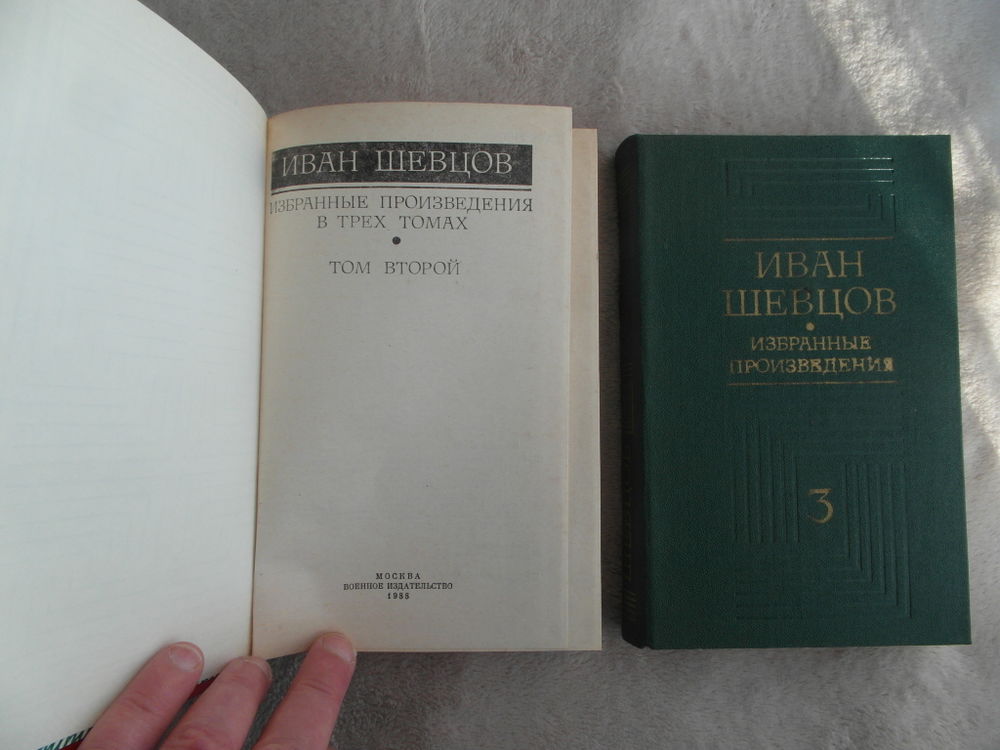 ИВАН ШЕВЦОВ
ИЗБРАННЫЕ ПРОИЗВЕДЕНИЯ
В ТРЕХ ТОМАХ
ТОМ ВТОРОЙ
МОСКВА
ВОЕННОЕ ИЗДАТЕЛЬСТВО
1988
ИВАН
ШЕВЦОВ
ИЗБРАННЫЕ
ПРОИЗВЕДЕНИЯ
3